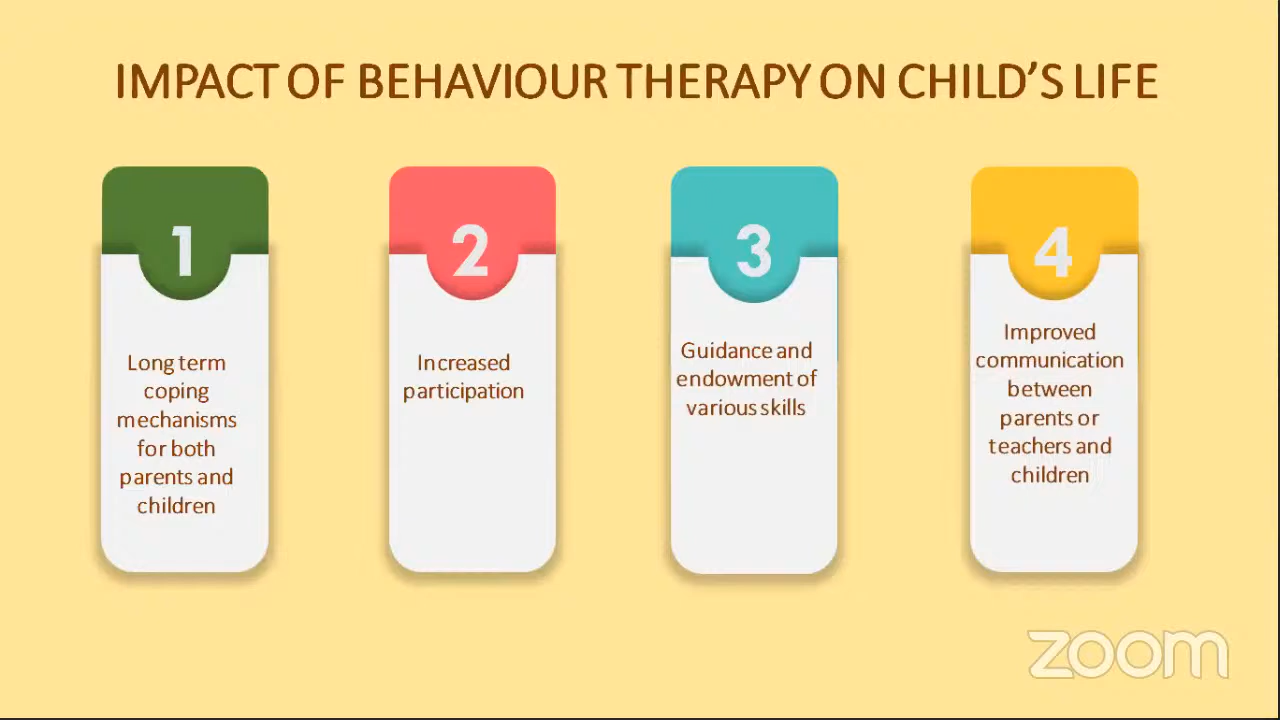 IMPACT OF BEHAVIOUR THERAPY ON CHILD'S LIFE
1
Long term
coping
mechanisms
for both
parents and
children
2
Increased
participation
3
Guidance and
endowment of
various skills
4
Improved
communication
between
parents or
teachers and
children
zoom